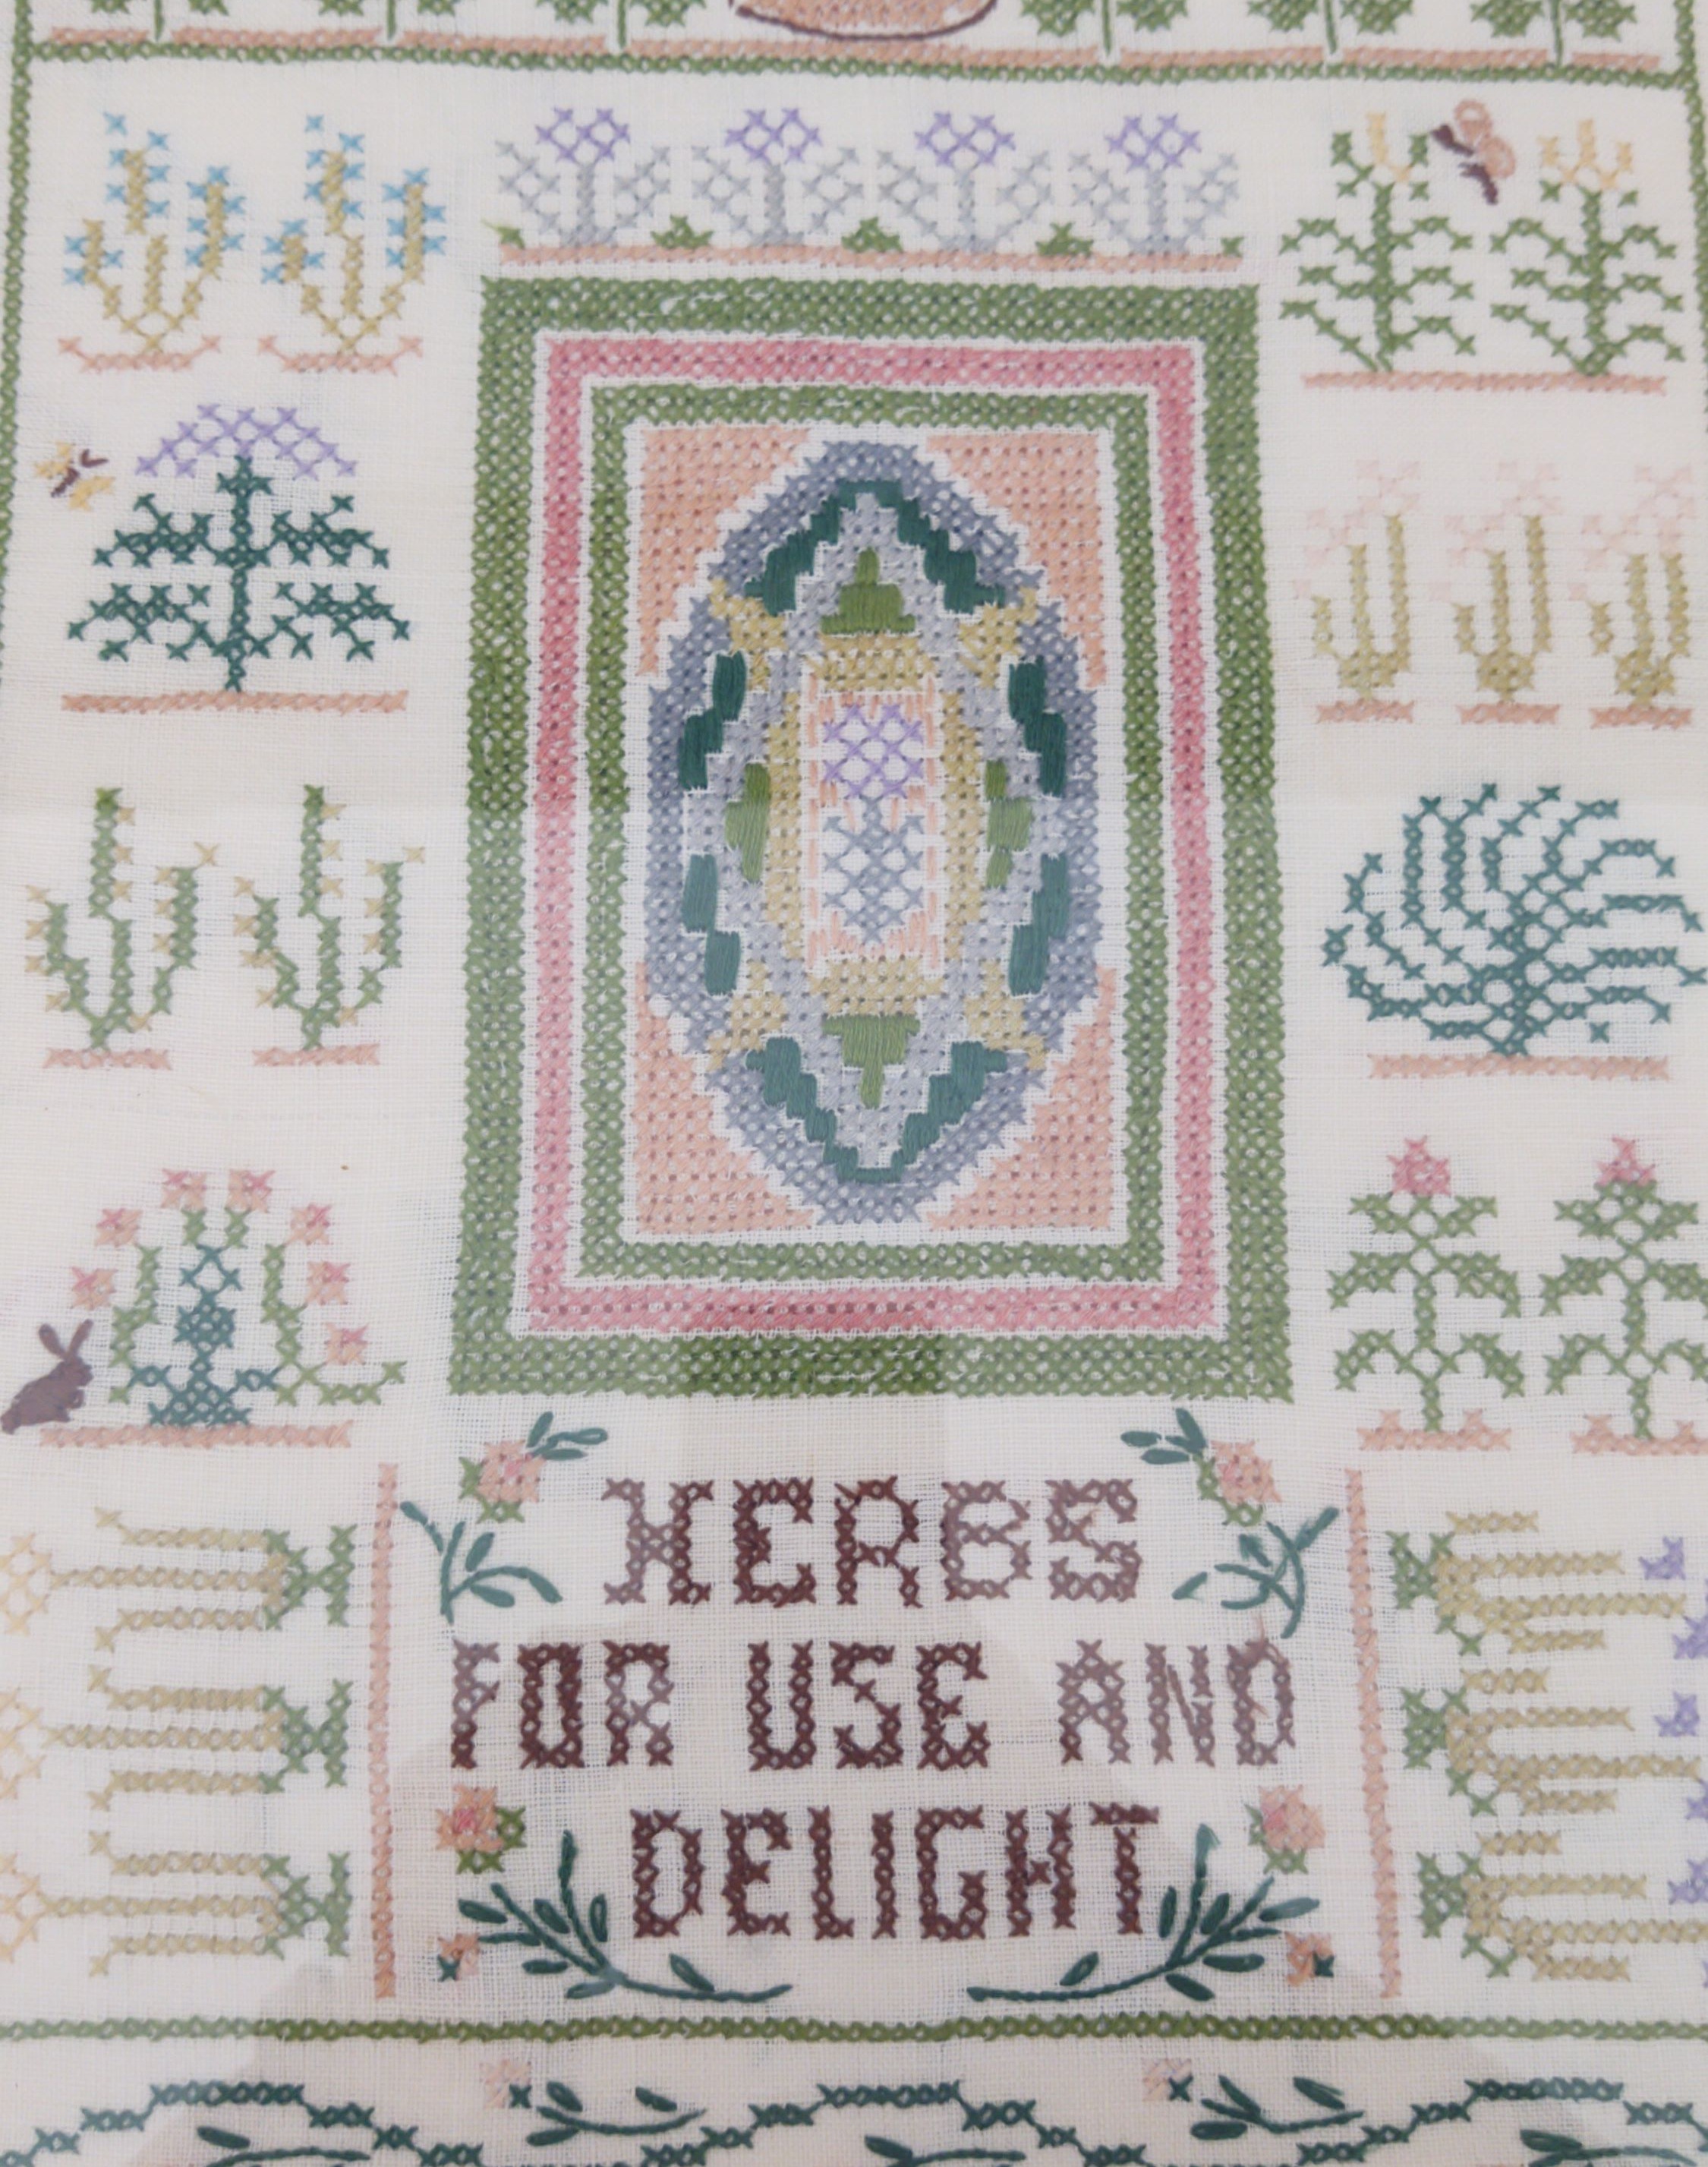 HERBS
FOR USE AND
DELIGHT